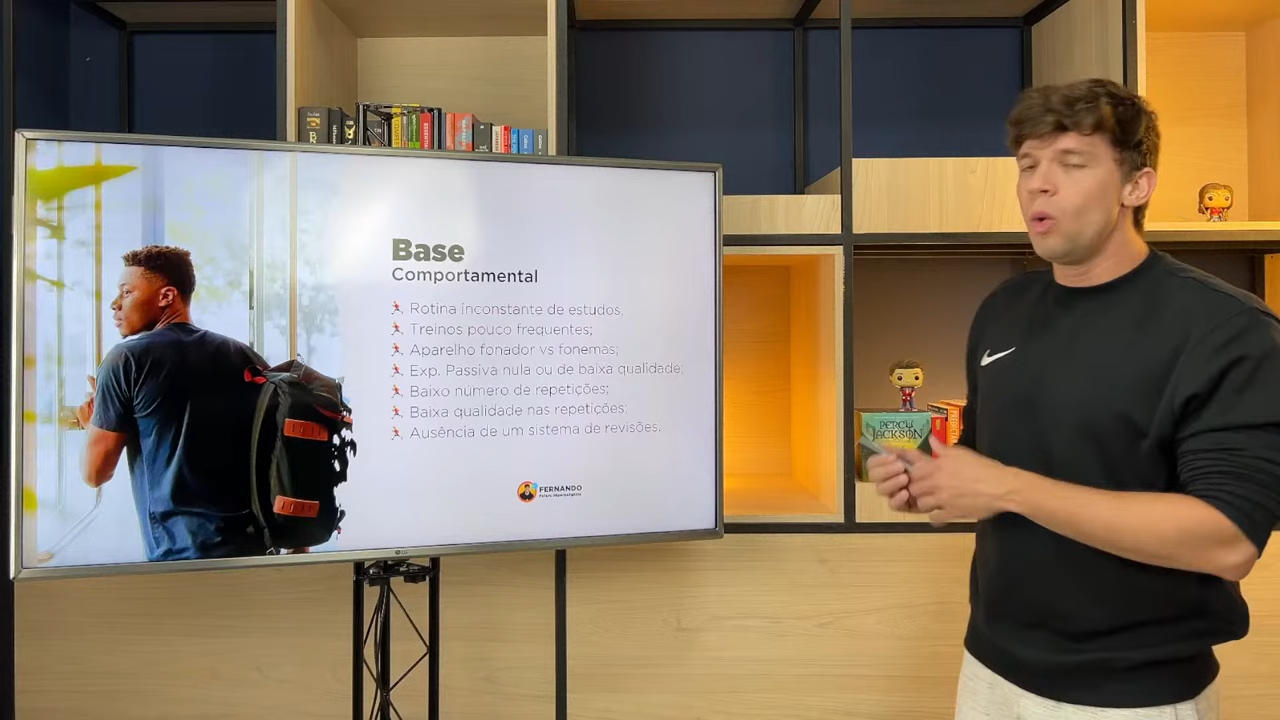 Base
Comportamental
Rotina inconstante de estudos,
Treinos pouco frequentes;
Aparelho fonador vs fonemas;
Exp. Passiva nula ou de baixa qualidade;
Baixo número de repetições;
Baixa qualidade nas repetições;
Ausência de um sistema de revisões.
FERNANDO
LG
PERCY
JACKSON